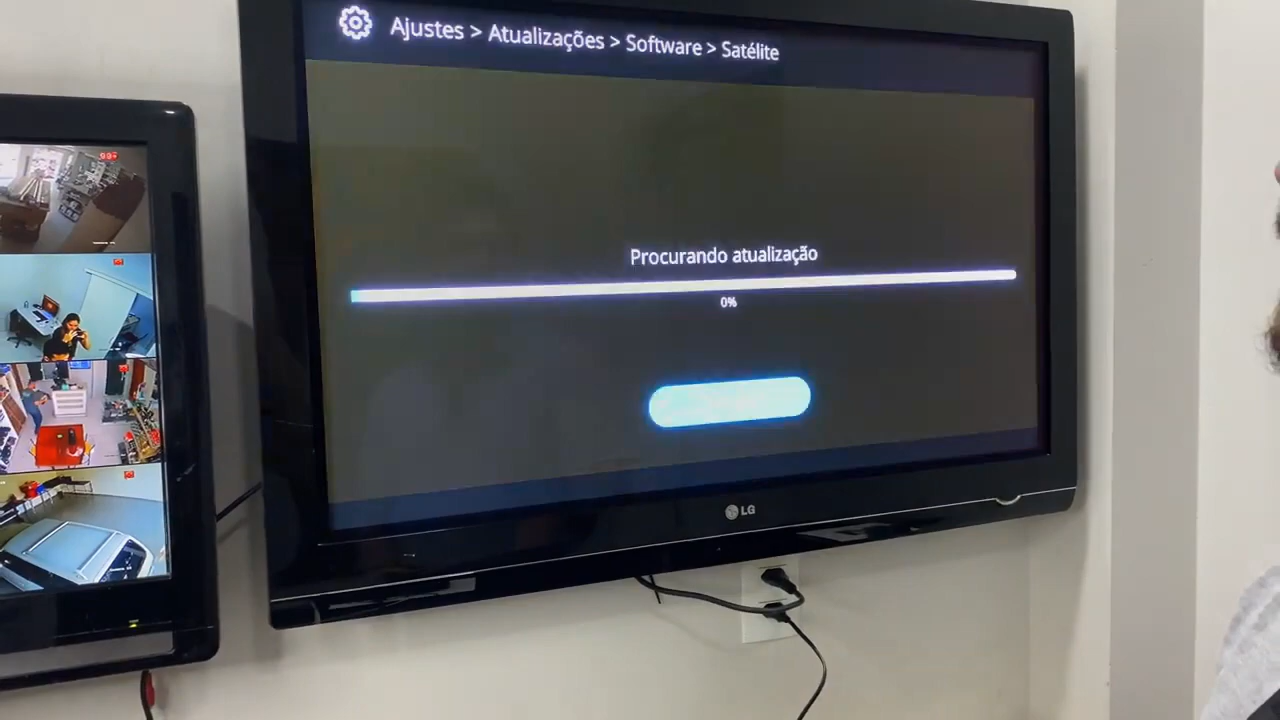 Ajustes > Atualizações > Software > Satélite
Procurando atualização
0%
LG